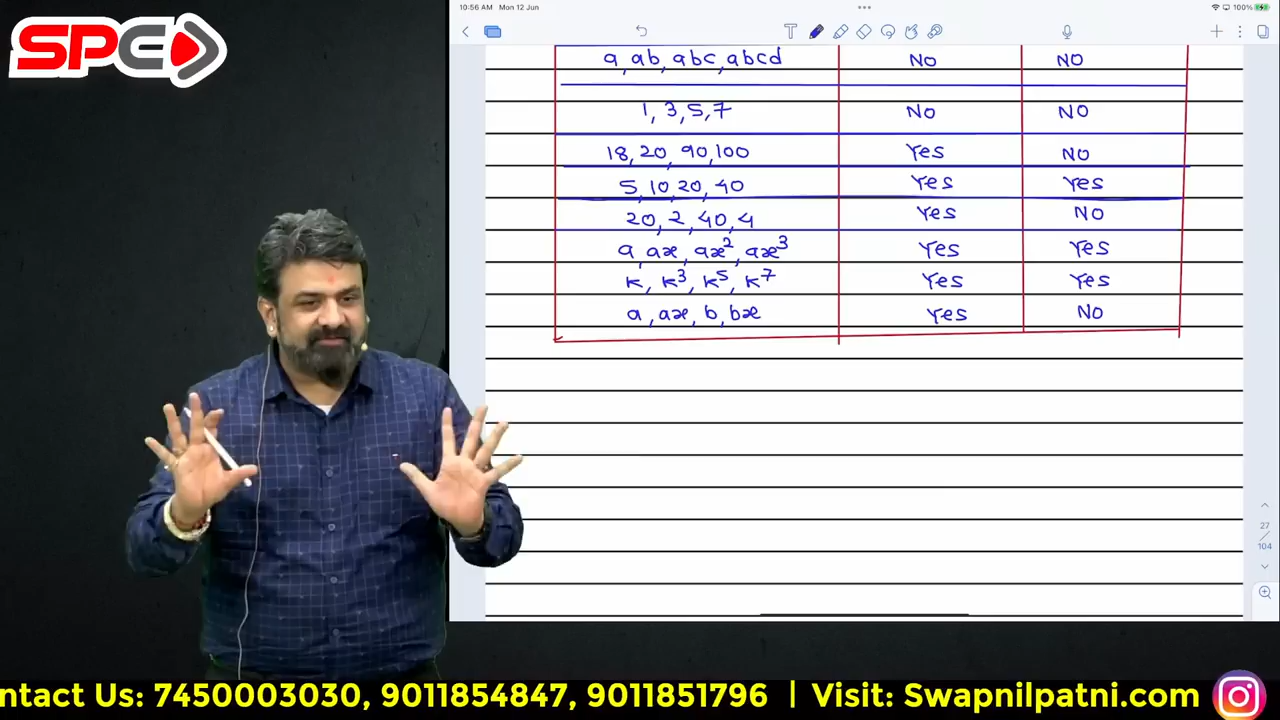 10:56 AM Mon 12 Jun
100%
SPC
a, ab, abc, abcd NO NO
1, 3, 5, 7 NO NO
18, 20, 90, 100 Yes NO
5, 10, 20, 40 Yes Yes
20, 2, 40, 4 Yes NO
a, ax, ax², ax³ Yes Yes
k, k³, k⁵, k⁷ Yes Yes
a, ax, b, bx Yes NO
27
/
104
ntact Us: 7450003030, 9011854847, 9011851796 | Visit: Swapnilpatni.com